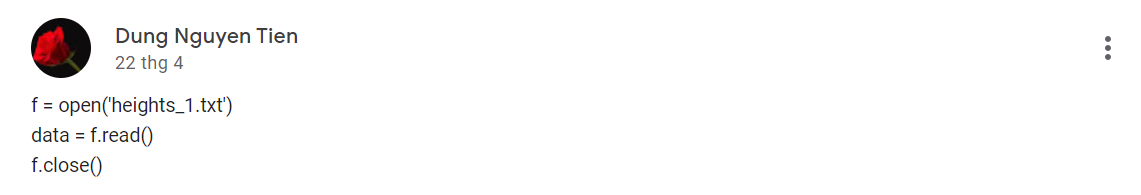 Dung Nguyen Tien
22 thg 4
f = open('heights_1.txt')
data = f.read()
f.close()